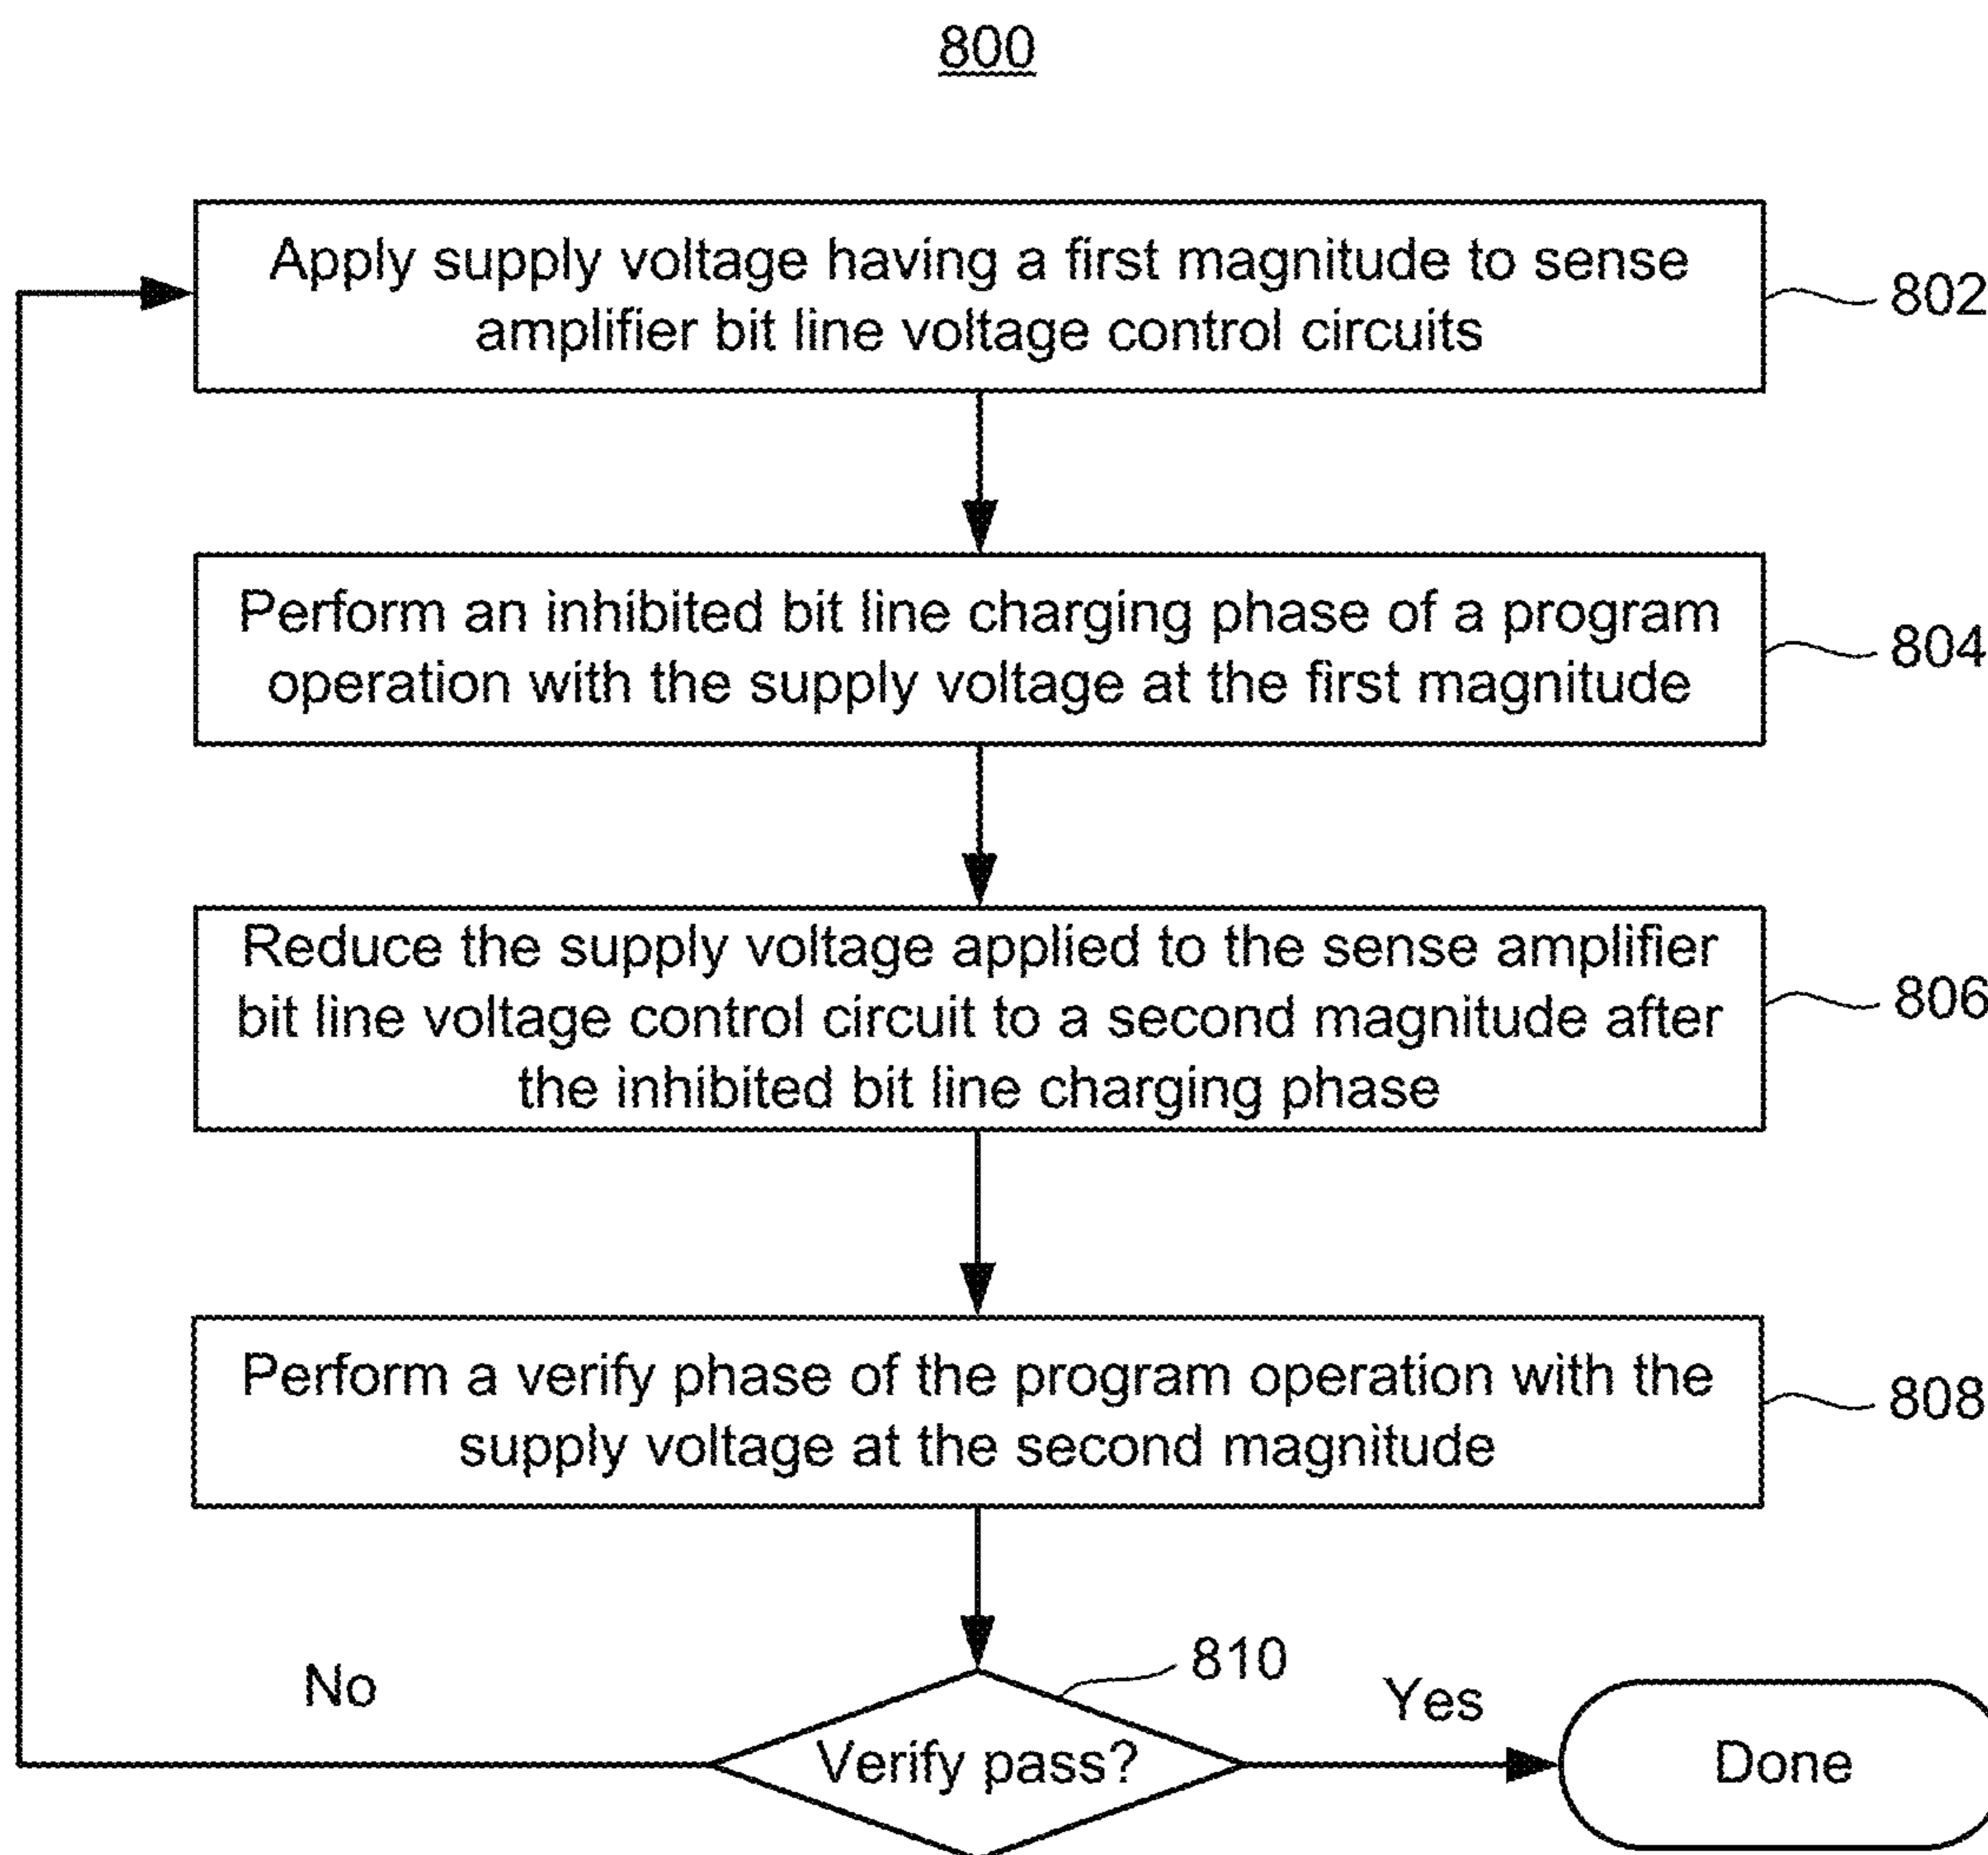 800
Apply supply voltage having a first magnitude to sense
amplifier bit line voltage control circuits
802
Perform an inhibited bit line charging phase of a program
operation with the supply voltage at the first magnitude
804
Reduce the supply voltage applied to the sense amplifier
bit line voltage control circuit to a second magnitude after
the inhibited bit line charging phase
806
Perform a verify phase of the program operation with the
supply voltage at the second magnitude
808
810
No
Yes
Verify pass?
Done